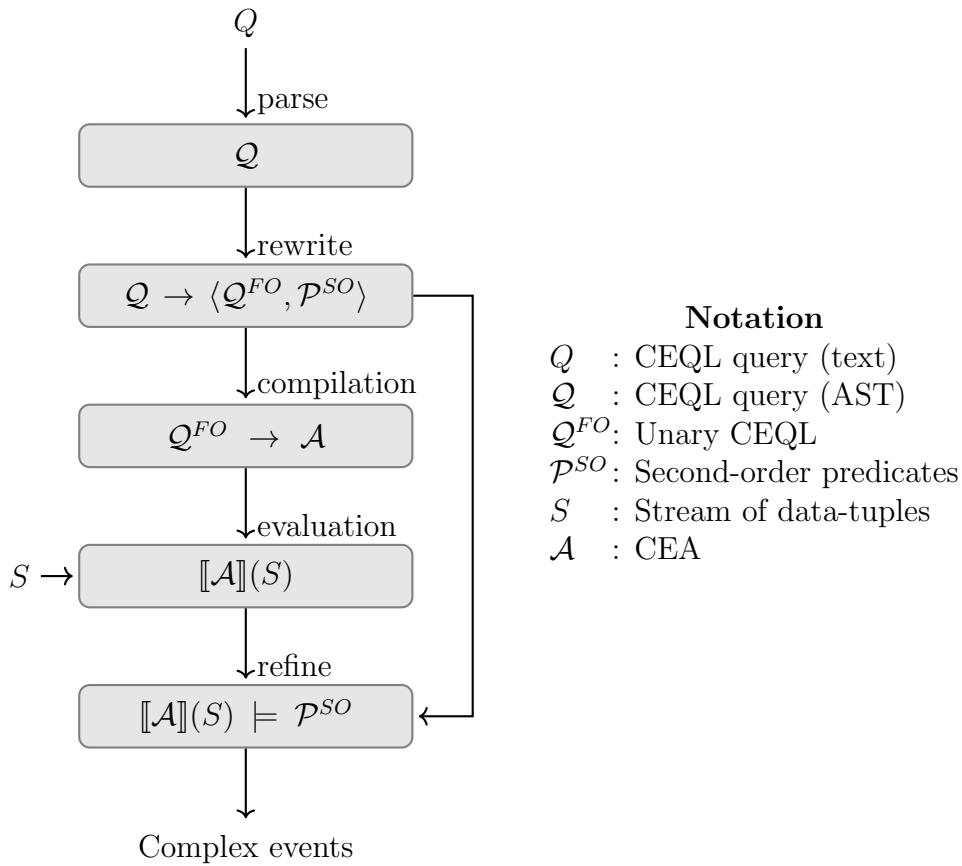 Q
parse
𝒬
rewrite
𝒬 → ⟨𝒬^{FO}, 𝒫^{SO}⟩
compilation
𝒬^{FO} → 𝒜
evaluation
S
⟦𝒜⟧(S)
refine
⟦𝒜⟧(S) ⊨ 𝒫^{SO}
Complex events
Notation
Q : CEQL query (text)
𝒬 : CEQL query (AST)
𝒬^{FO}: Unary CEQL
𝒫^{SO}: Second-order predicates
S : Stream of data-tuples
𝒜 : CEA